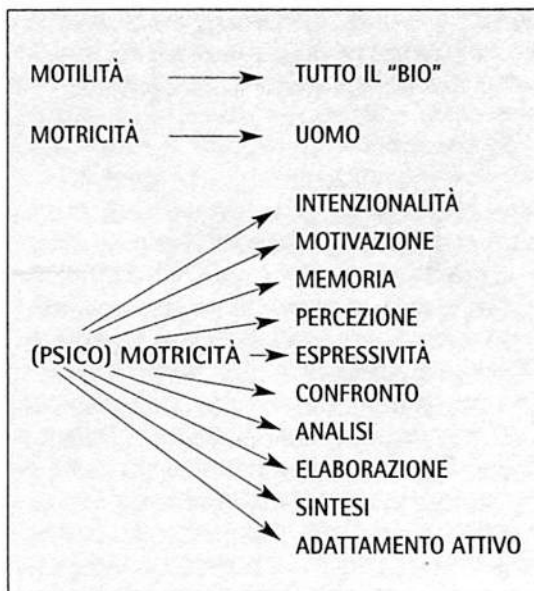 MOTILITÀ TUTTO IL "BIO"
MOTRICITÀ UOMO
INTENZIONALITÀ
MOTIVAZIONE
MEMORIA
PERCEZIONE
(PSICO) MOTRICITÀ ESPRESSIVITÀ
CONFRONTO
ANALISI
ELABORAZIONE
SINTESI
ADATTAMENTO ATTIVO